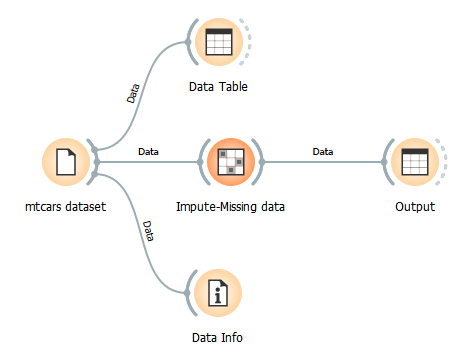 Data
Data Table
Data
Data
mtcars dataset
Impute-Missing data
Output
Data
Data Info